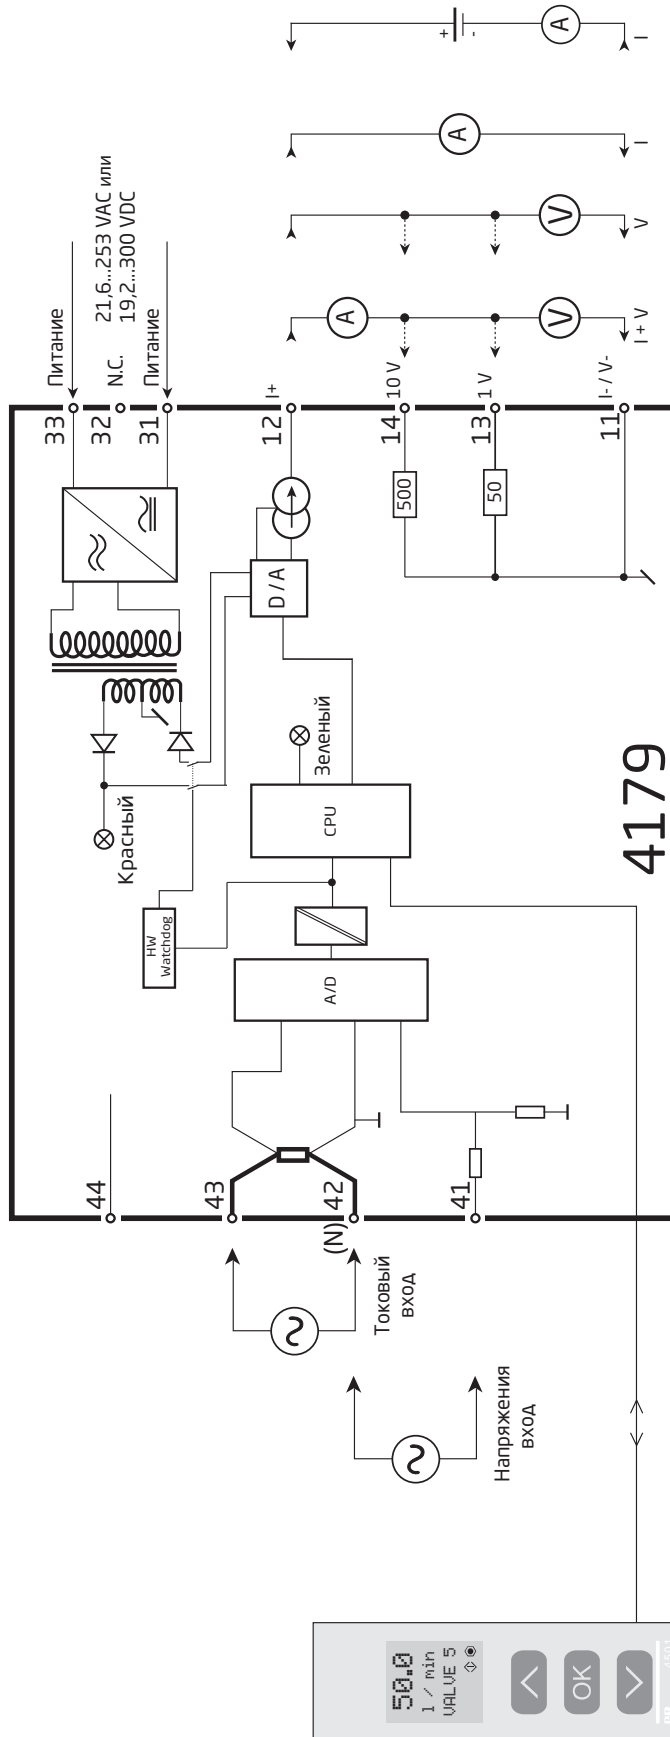 50.0
1 / min
VALVE 5
OK
Напряжения
вход
Токовый
вход
44
43
42
(N)
41
HW
Watchdog
A/D
CPU
D / A
Красный
Зеленый
4179
500
50
33
32
31
12
14
13
11
Питание
N.C.
Питание
21,6...253 VAC или
19,2...300 VDC
I+
10 V
1 V
I- / V-
A
V
I + V
V
V
A
I
+
-
A
I